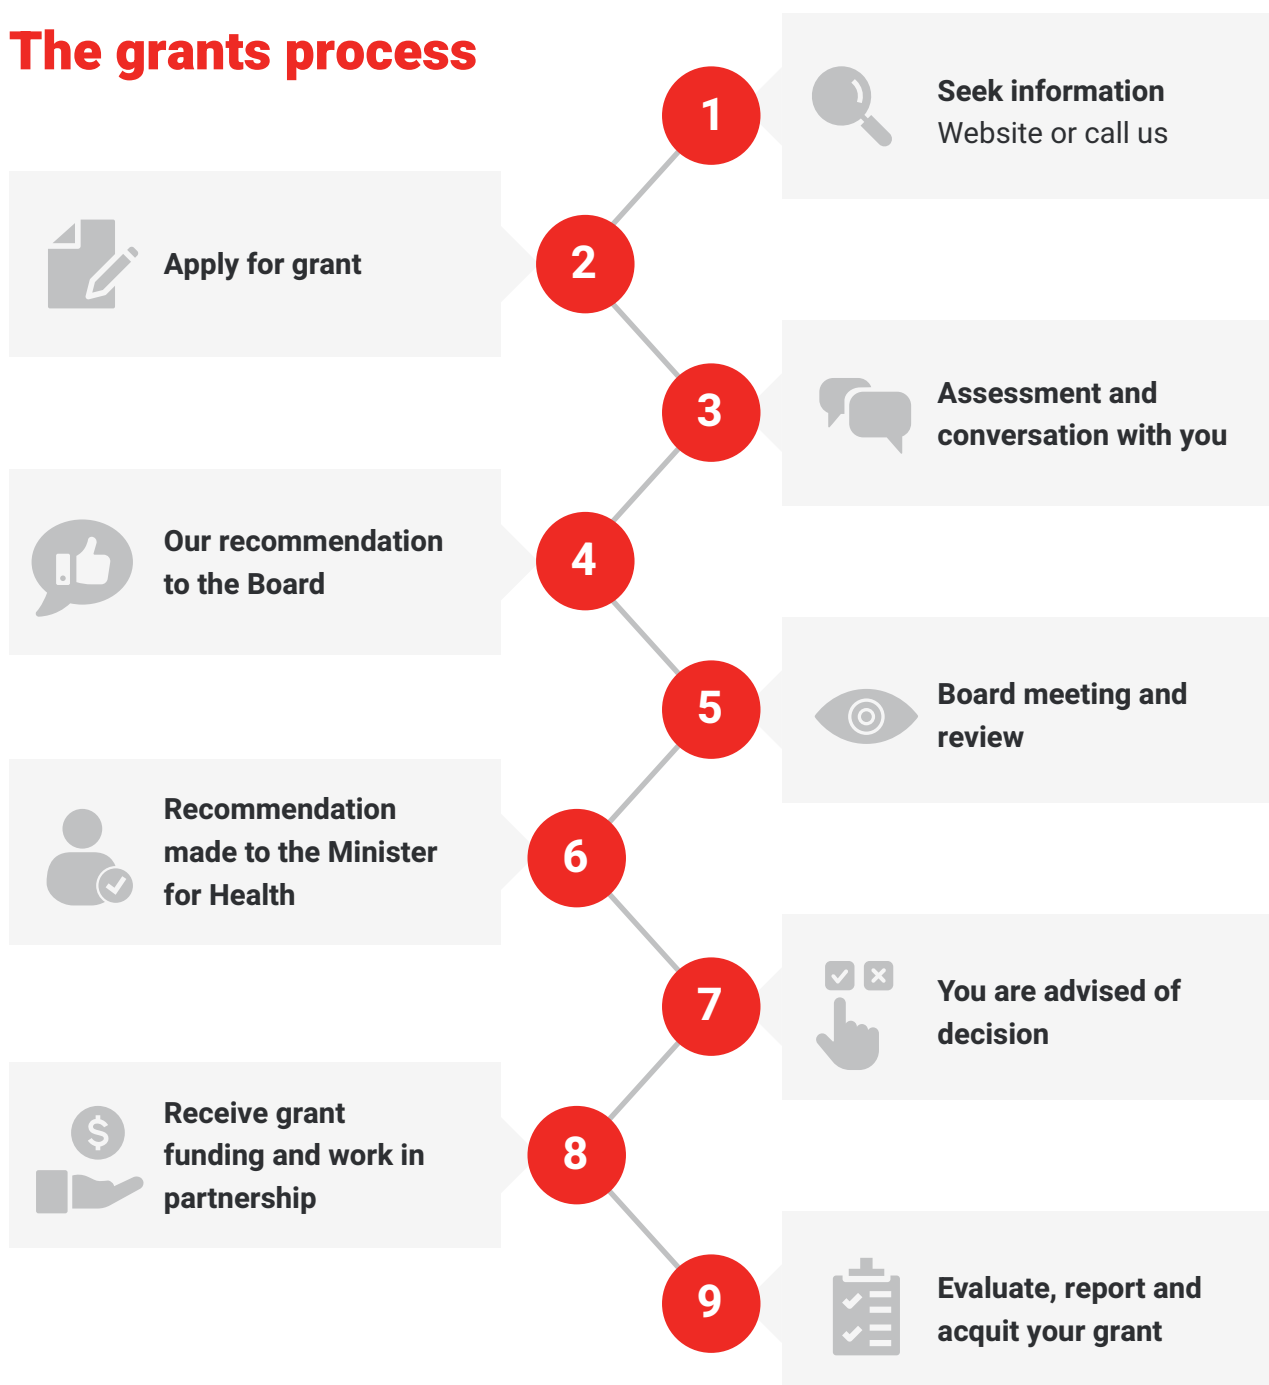 The grants process
1
Seek information
Website or call us
2
Apply for grant
3
Assessment and
conversation with you
4
Our recommendation
to the Board
5
Board meeting and
review
6
Recommendation
made to the Minister
for Health
7
You are advised of
decision
8
$
Receive grant
funding and work in
partnership
9
Evaluate, report and
acquit your grant